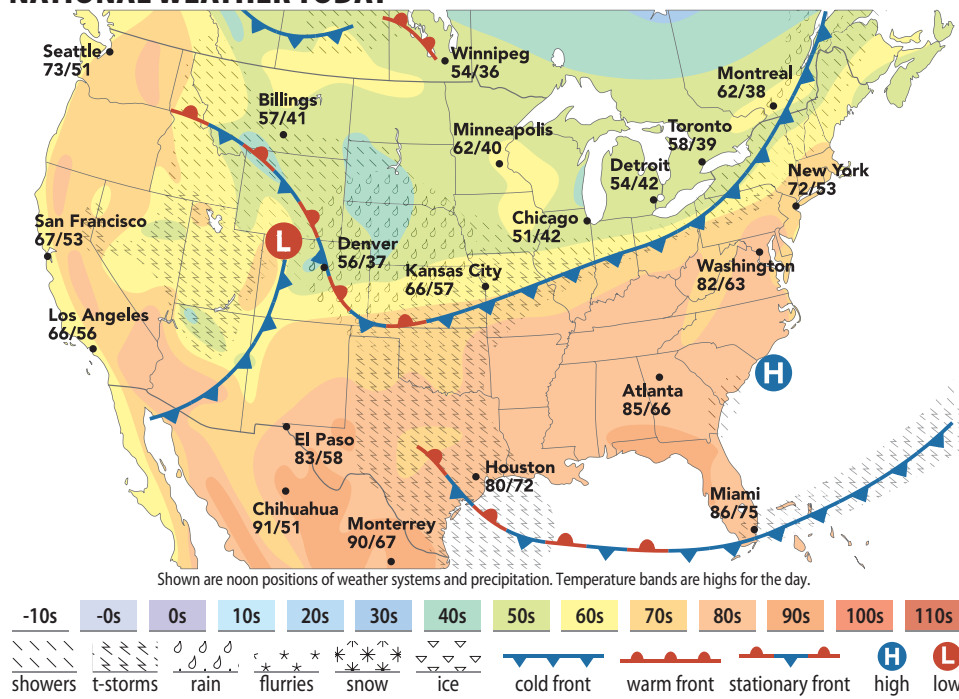 NATIONAL WEATHER TODAY
Seattle
73/51
Winnipeg
54/36
Montreal
62/38
Billings
57/41
Minneapolis
62/40
Toronto
58/39
Detroit
54/42
New York
72/53
San Francisco
67/53
Chicago
51/42
L
Denver
56/37
Kansas City
66/57
Washington
82/63
Los Angeles
66/56
H
Atlanta
85/66
El Paso
83/58
Houston
80/72
Miami
86/75
Chihuahua
91/51
Monterrey
90/67
Shown are noon positions of weather systems and precipitation. Temperature bands are highs for the day.
-10s -0s 0s 10s 20s 30s 40s 50s 60s 70s 80s 90s 100s 110s
H L
showers t-storms rain flurries snow ice cold front warm front stationary front high low